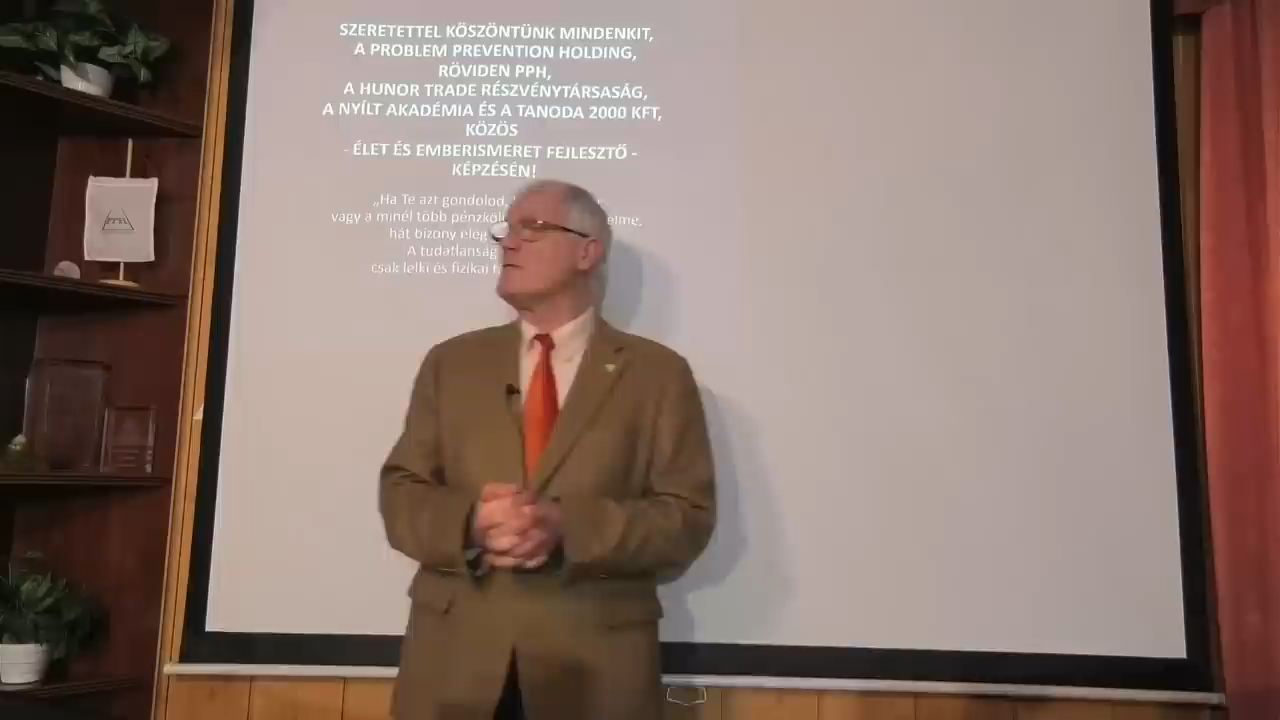 SZERETETTEL KÖSZÖNTÜNK MINDENKIT,
A PROBLEM PREVENTION HOLDING,
RÖVIDEN PPH,
A HUNOR TRADE RÉSZVÉNYTÁRSASÁG,
A NYÍLT AKADÉMIA ÉS A TANODA 2000 KFT,
KÖZÖS
- ÉLET ÉS EMBERISMERET FEJLESZTŐ -
KÉPZÉSÉN!
„Ha Te azt gondolod,
vagy a minél több
hát bizony
A tudatlanság
csak lelki és fizikai